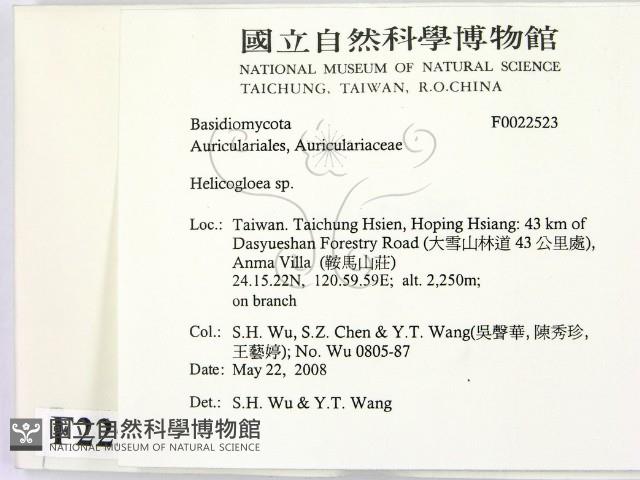 國立自然科學博物館
NATIONAL MUSEUM OF NATURAL SCIENCE
TAICHUNG, TAIWAN, R.O.CHINA
Basidiomycota F0022523
Auriculariales, Auriculariaceae
Helicogloea sp.
Loc.: Taiwan. Taichung Hsien, Hoping Hsiang: 43 km of
Dasyueshan Forestry Road (大雪山林道 43 公里處),
Anma Villa (鞍馬山莊)
24.15.22N, 120.59.59E; alt. 2,250m;
on branch
Col.: S.H. Wu, S.Z. Chen & Y.T. Wang(吳聲華, 陳秀珍,
王藝婷); No. Wu 0805-87
Date: May 22, 2008
Det.: S.H. Wu & Y.T. Wang
F22
國立自然科學博物館
NATIONAL MUSEUM OF NATURAL SCIENCE